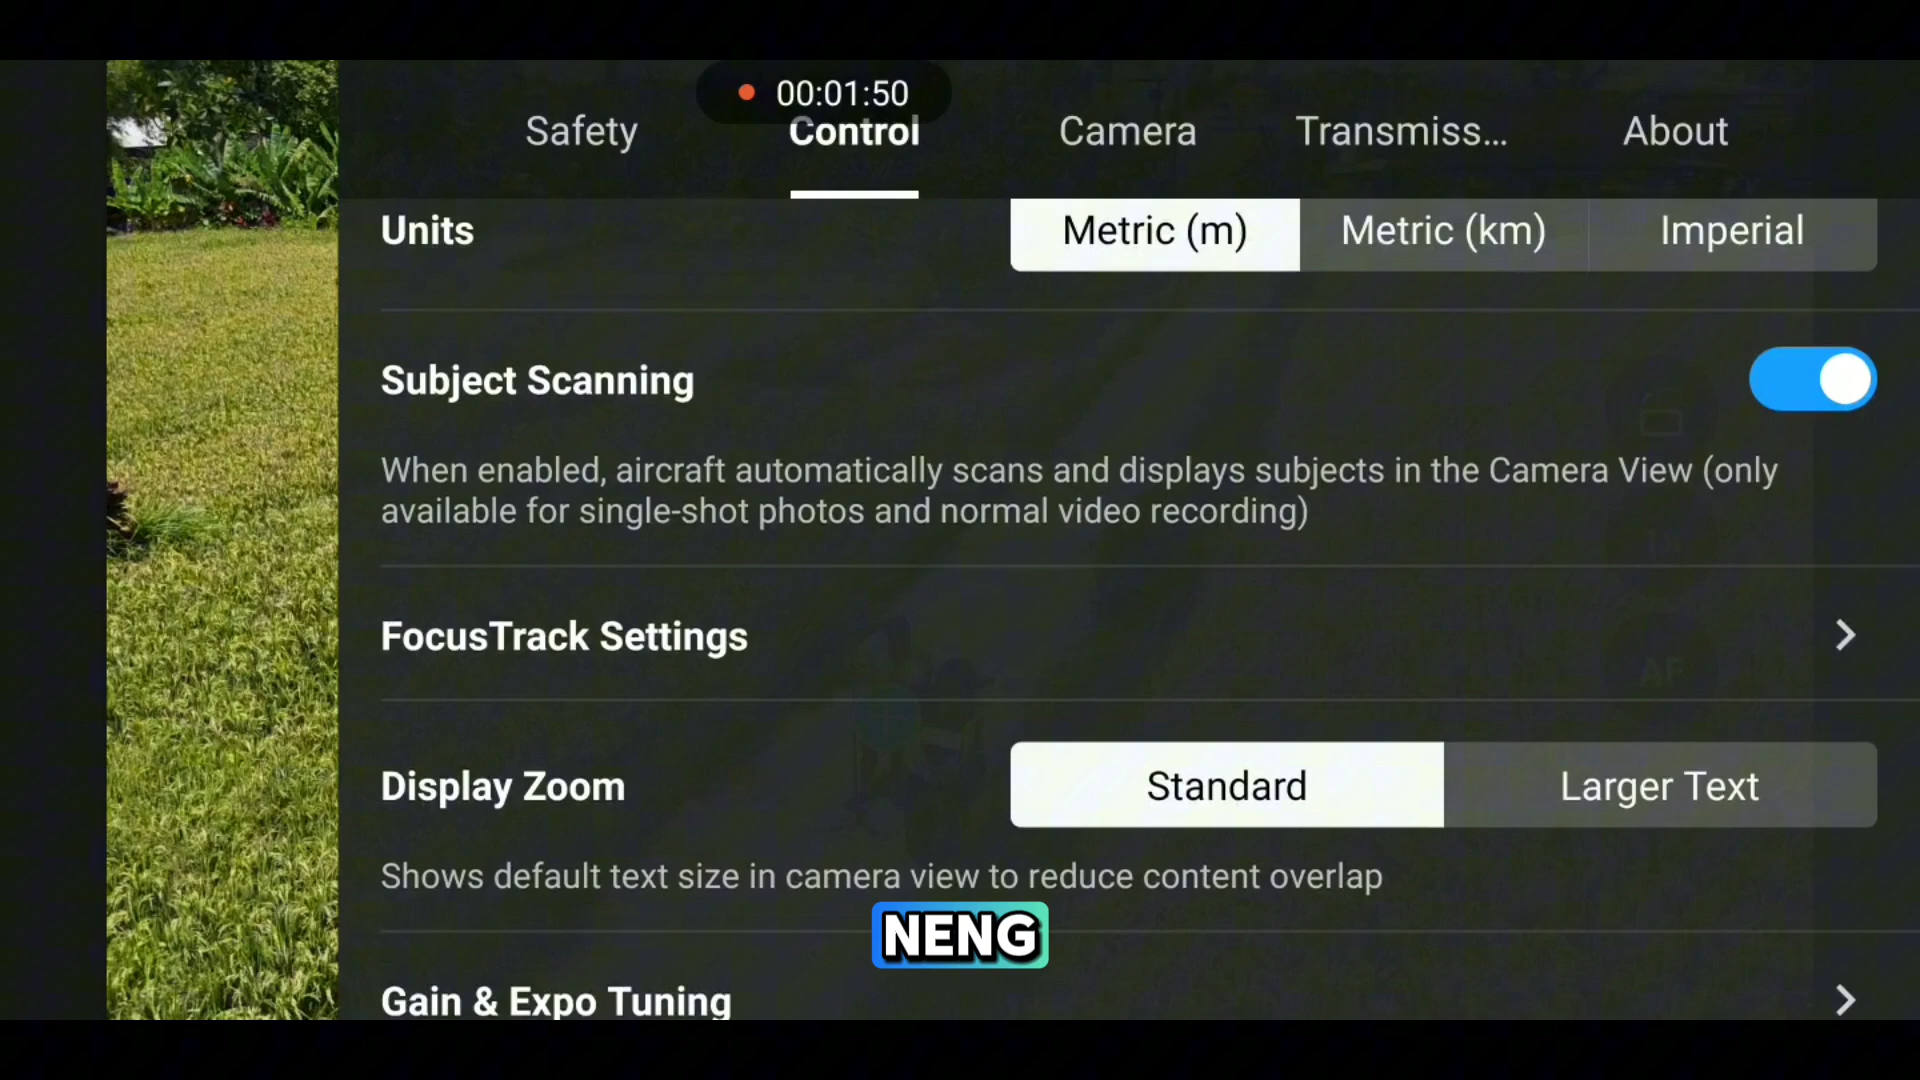 00:01:50
Safety Control Camera Transmiss... About
Units Metric (m) Metric (km) Imperial
Subject Scanning
When enabled, aircraft automatically scans and displays subjects in the Camera View (only
available for single-shot photos and normal video recording)
FocusTrack Settings
AF
Display Zoom Standard Larger Text
Shows default text size in camera view to reduce content overlap
NENG
Gain & Expo Tuning